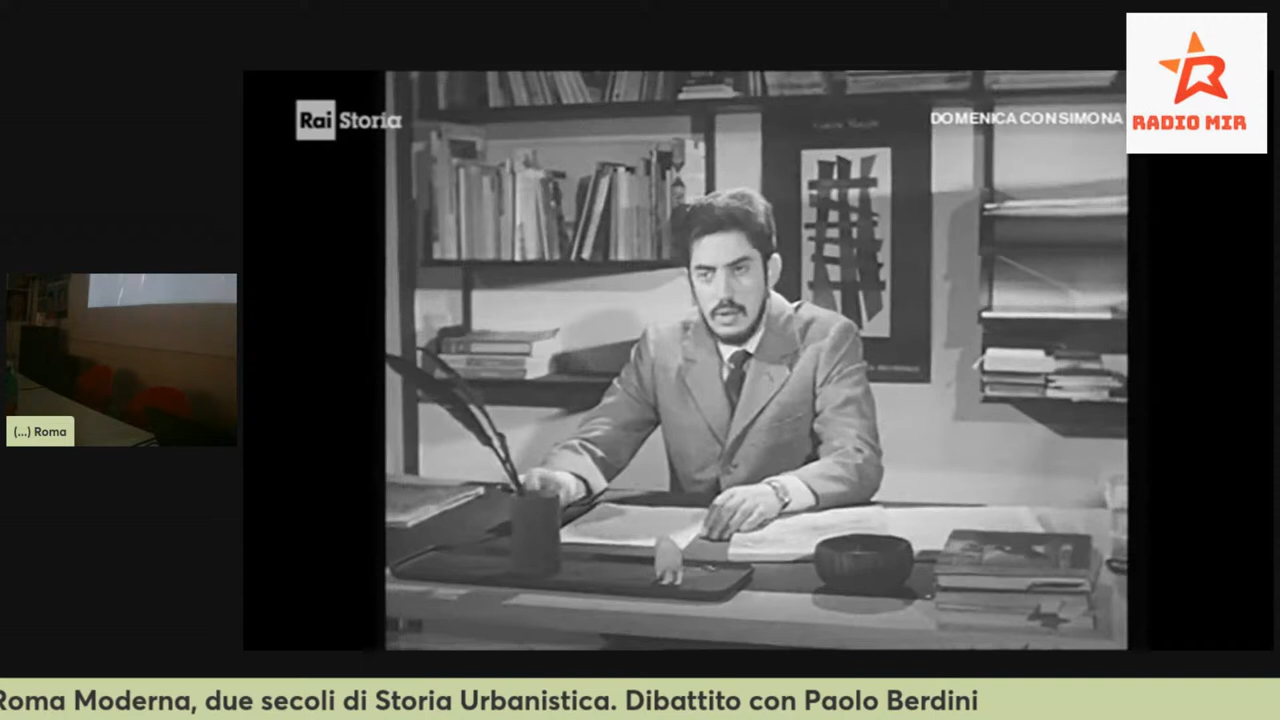 Rai Storia
DOMENICA CON SIMONA
RADIO MIR
(...) Roma
Roma Moderna, due secoli di Storia Urbanistica. Dibattito con Paolo Berdini